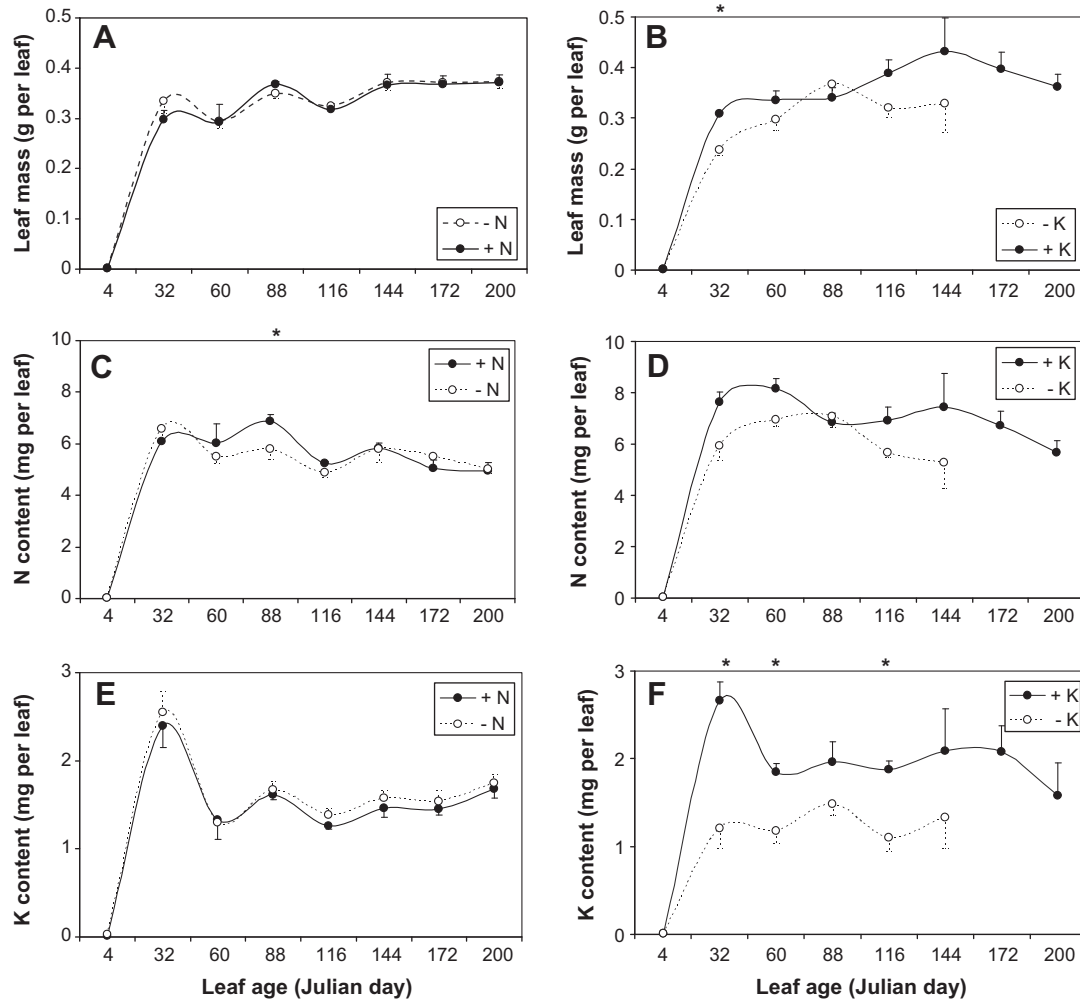 *
A
Leaf mass (g per leaf)
0.5
0.4
0.3
0.2
0.1
0
4 32 60 88 116 144 172 200
- N
+ N
B
Leaf mass (g per leaf)
0.5
0.4
0.3
0.2
0.1
0
4 32 60 88 116 144 172 200
- K
+ K
*
C
N content (mg per leaf)
10
8
6
4
2
0
4 32 60 88 116 144 172 200
+ N
- N
D
N content (mg per leaf)
10
8
6
4
2
0
4 32 60 88 116 144 172 200
+ K
- K
E
K content (mg per leaf)
3
2
1
0
4 32 60 88 116 144 172 200
+ N
- N
Leaf age (Julian day)
* * *
F
K content (mg per leaf)
3
2
1
0
4 32 60 88 116 144 172 200
+ K
- K
Leaf age (Julian day)